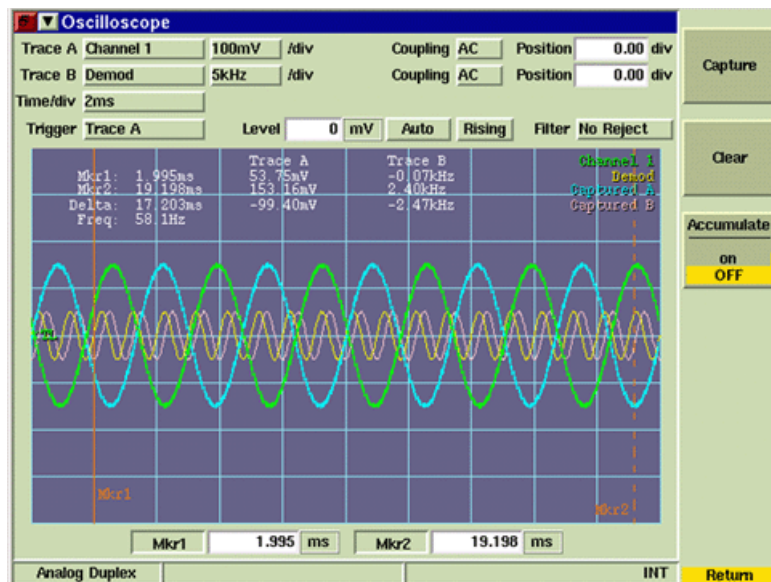 Oscilloscope
Trace A Channel 1 100mV /div Coupling AC Position 0.00 div
Trace B Demod 5kHz /div Coupling AC Position 0.00 div
Time/div 2ms
Trigger Trace A Level 0 mV Auto Rising Filter No Reject
Trace A Trace B Channel 1
Mkr1: 1.995ms 53.75mV -0.07kHz Demod
Mkr2: 19.198ms 153.16mV 2.40kHz Captured A
Delta: 17.203ms -99.40mV -2.47kHz Captured B
Freq: 58.1Hz
Mkr1
Mkr2
Mkr1 1.995 ms Mkr2 19.198 ms
Analog Duplex INT
Capture
Clear
Accumulate
on
OFF
Return